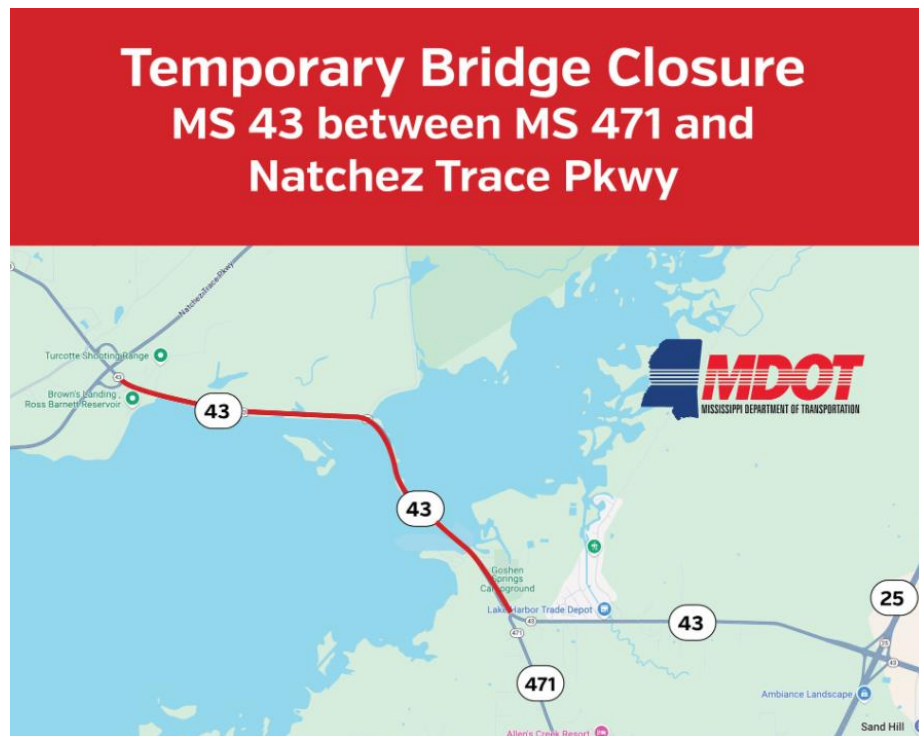 Temporary Bridge Closure
MS 43 between MS 471 and
Natchez Trace Pkwy
Natchez Trace Pkwy
Turcotte Shooting Range
43
Brown's Landing,
Ross Barnett Reservoir
43
MDOT
MISSISSIPPI DEPARTMENT OF TRANSPORTATION
43
Goshen
Springs
Campground
Lake Harbor Trade Depot
25
43
43
471
25
43
471
Ambiance Landscape
Sand Hill
Allen's Creek Resort